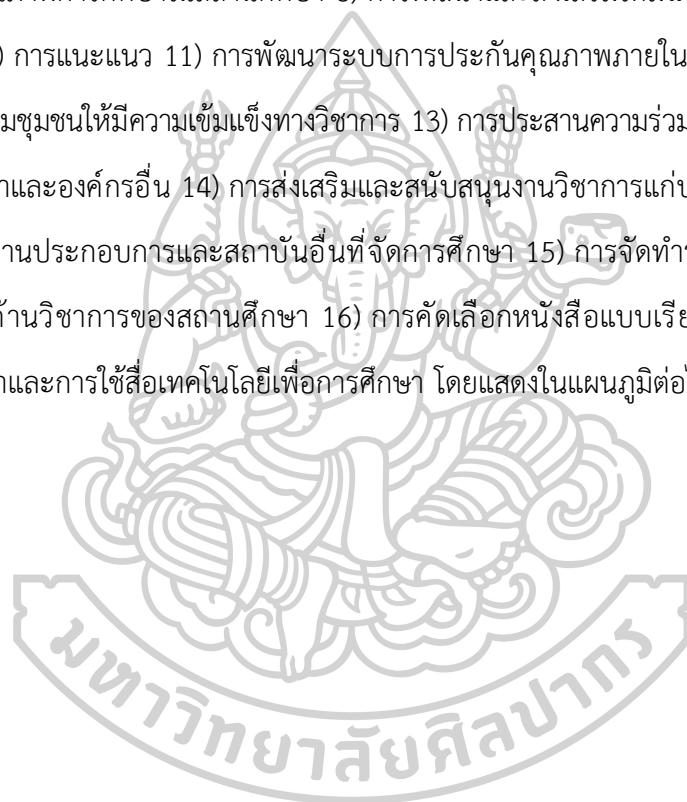 ) การแนะแนว 11) การพัฒนาระบบการประกันคุณภาพภายใน
มชุมชนให้มีความเข้มแข็งทางวิชาการ 13) การประสานความร่วม
าและองค์กรอื่น 14) การส่งเสริมและสนับสนุนงานวิชาการแก่
านประกอบการและสถาบันอื่นที่จัดการศึกษา 15) การจัดทำ
ด้านวิชาการของสถานศึกษา 16) การคัดเลือกหนังสือแบบเรีย
าและการใช้สื่อเทคโนโลยีเพื่อการศึกษา โดยแสดงในแผนภูมิต่อ
มหาวิทยาลัยศิลปากร